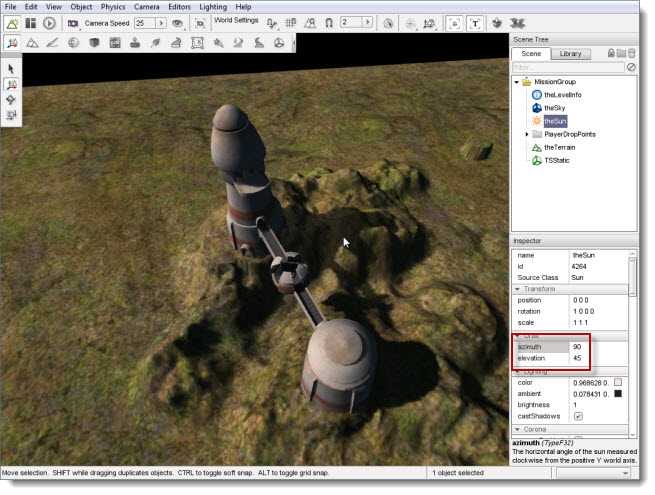 File Edit View Object Physics Camera Editors Lighting Help
Camera Speed 25 World Settings 2
Scene Tree
Scene Library
Filter...
MissionGroup
theLevelInfo
theSky
theSun
PlayerDropPoints
theTerrain
TSStatic
Inspector
name theSun
id 4264
Source Class Sun
Transform
position 0 0 0
rotation 1 0 0 0
scale 1 1 1
Orbit
azimuth 90
elevation 45
Lighting
color 0.968628 0.
ambient 0.078431 0.
brightness 1
castShadows
Corona
azimuth (TypeF32)
The horizontal angle of the sun measured
clockwise from the positive Y world axis.
Move selection. SHIFT while dragging duplicates objects. CTRL to toggle soft snap. ALT to toggle grid snap. 1 object selected